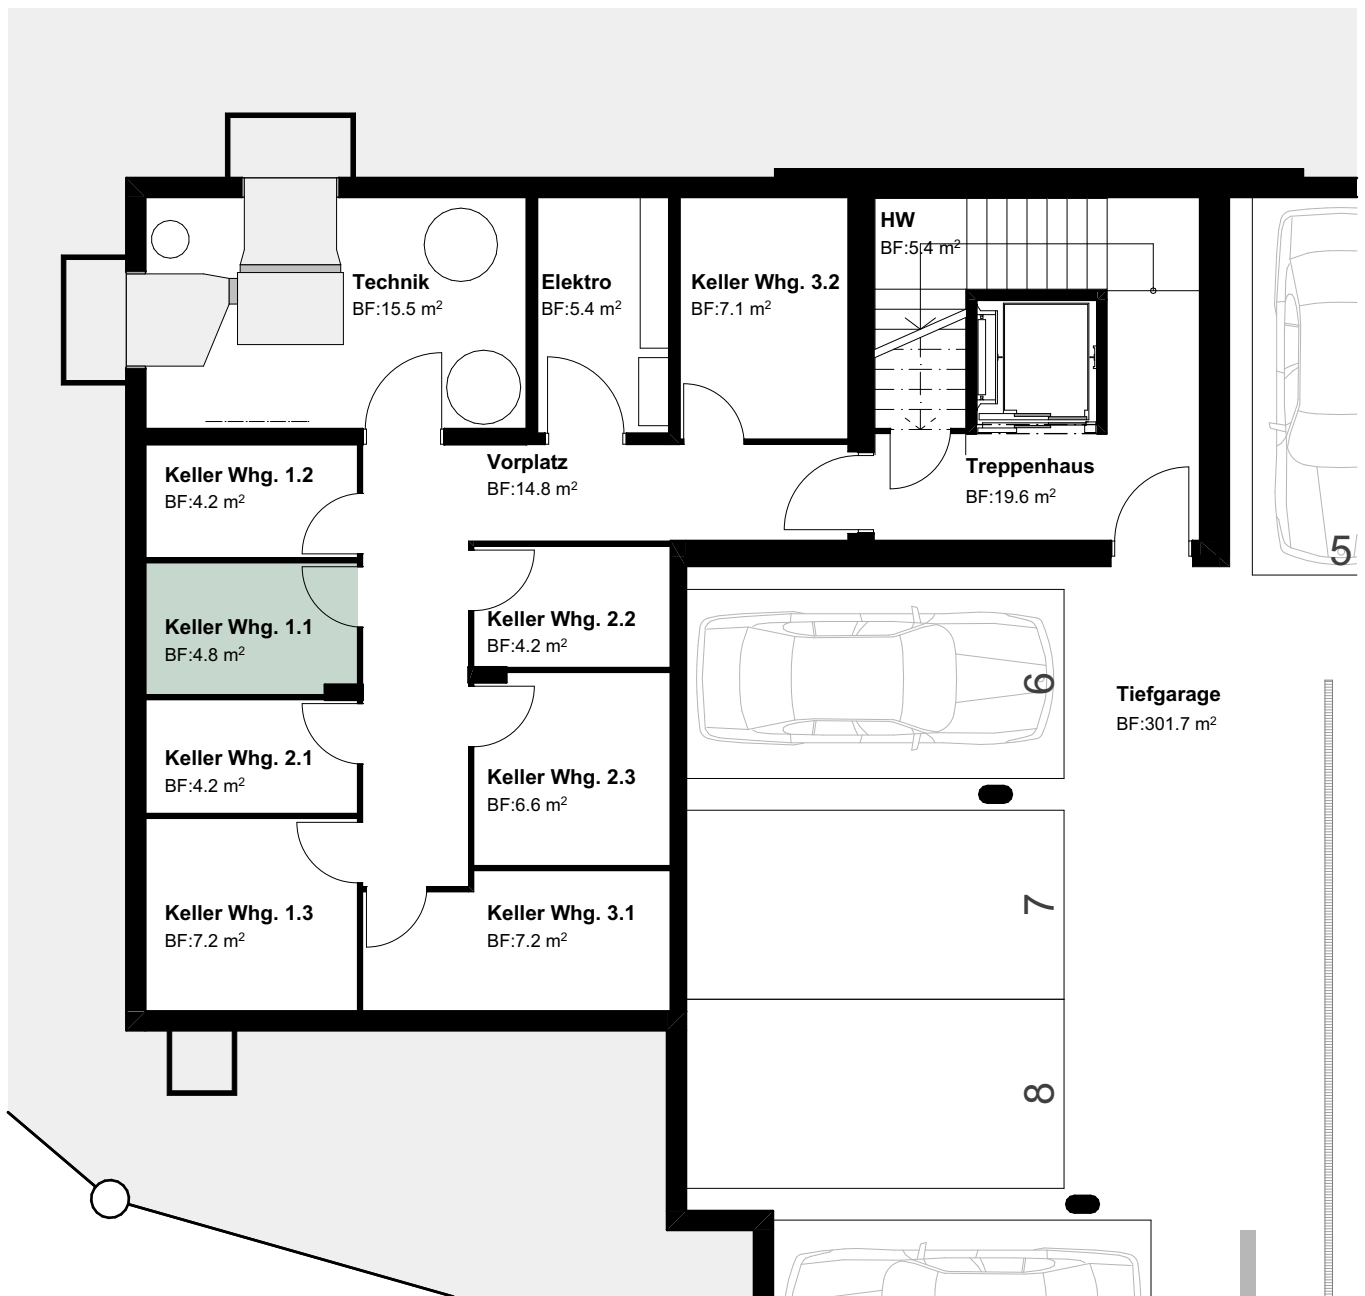 HW
BF:5.4 m²
Technik
BF:15.5 m²
Elektro
BF:5.4 m²
Keller Whg. 3.2
BF:7.1 m²
Keller Whg. 1.2
BF:4.2 m²
Vorplatz
BF:14.8 m²
Treppenhaus
BF:19.6 m²
5
Keller Whg. 1.1
BF:4.8 m²
Keller Whg. 2.2
BF:4.2 m²
6
Tiefgarage
BF:301.7 m²
Keller Whg. 2.1
BF:4.2 m²
Keller Whg. 2.3
BF:6.6 m²
Keller Whg. 1.3
BF:7.2 m²
Keller Whg. 3.1
BF:7.2 m²
7
8